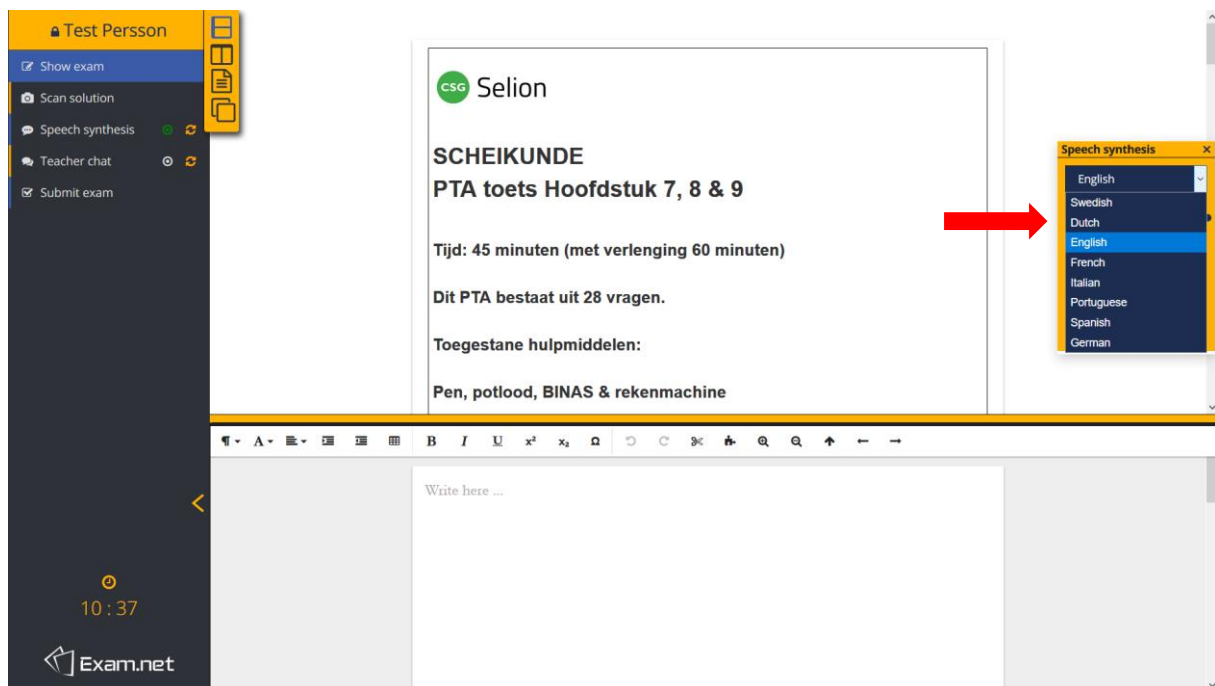 Test Persson
Show exam
Scan solution
Speech synthesis
Teacher chat
Submit exam
10 : 37
Exam.net
CSG Selion
SCHEIKUNDE
PTA toets Hoofdstuk 7, 8 & 9
Tijd: 45 minuten (met verlenging 60 minuten)
Dit PTA bestaat uit 28 vragen.
Toegestane hulpmiddelen:
Pen, potlood, BINAS & rekenmachine
Speech synthesis ×
English
Swedish
Dutch
English
French
Italian
Portuguese
Spanish
German
¶ A B I U x² x₂ Ω
Write here ...